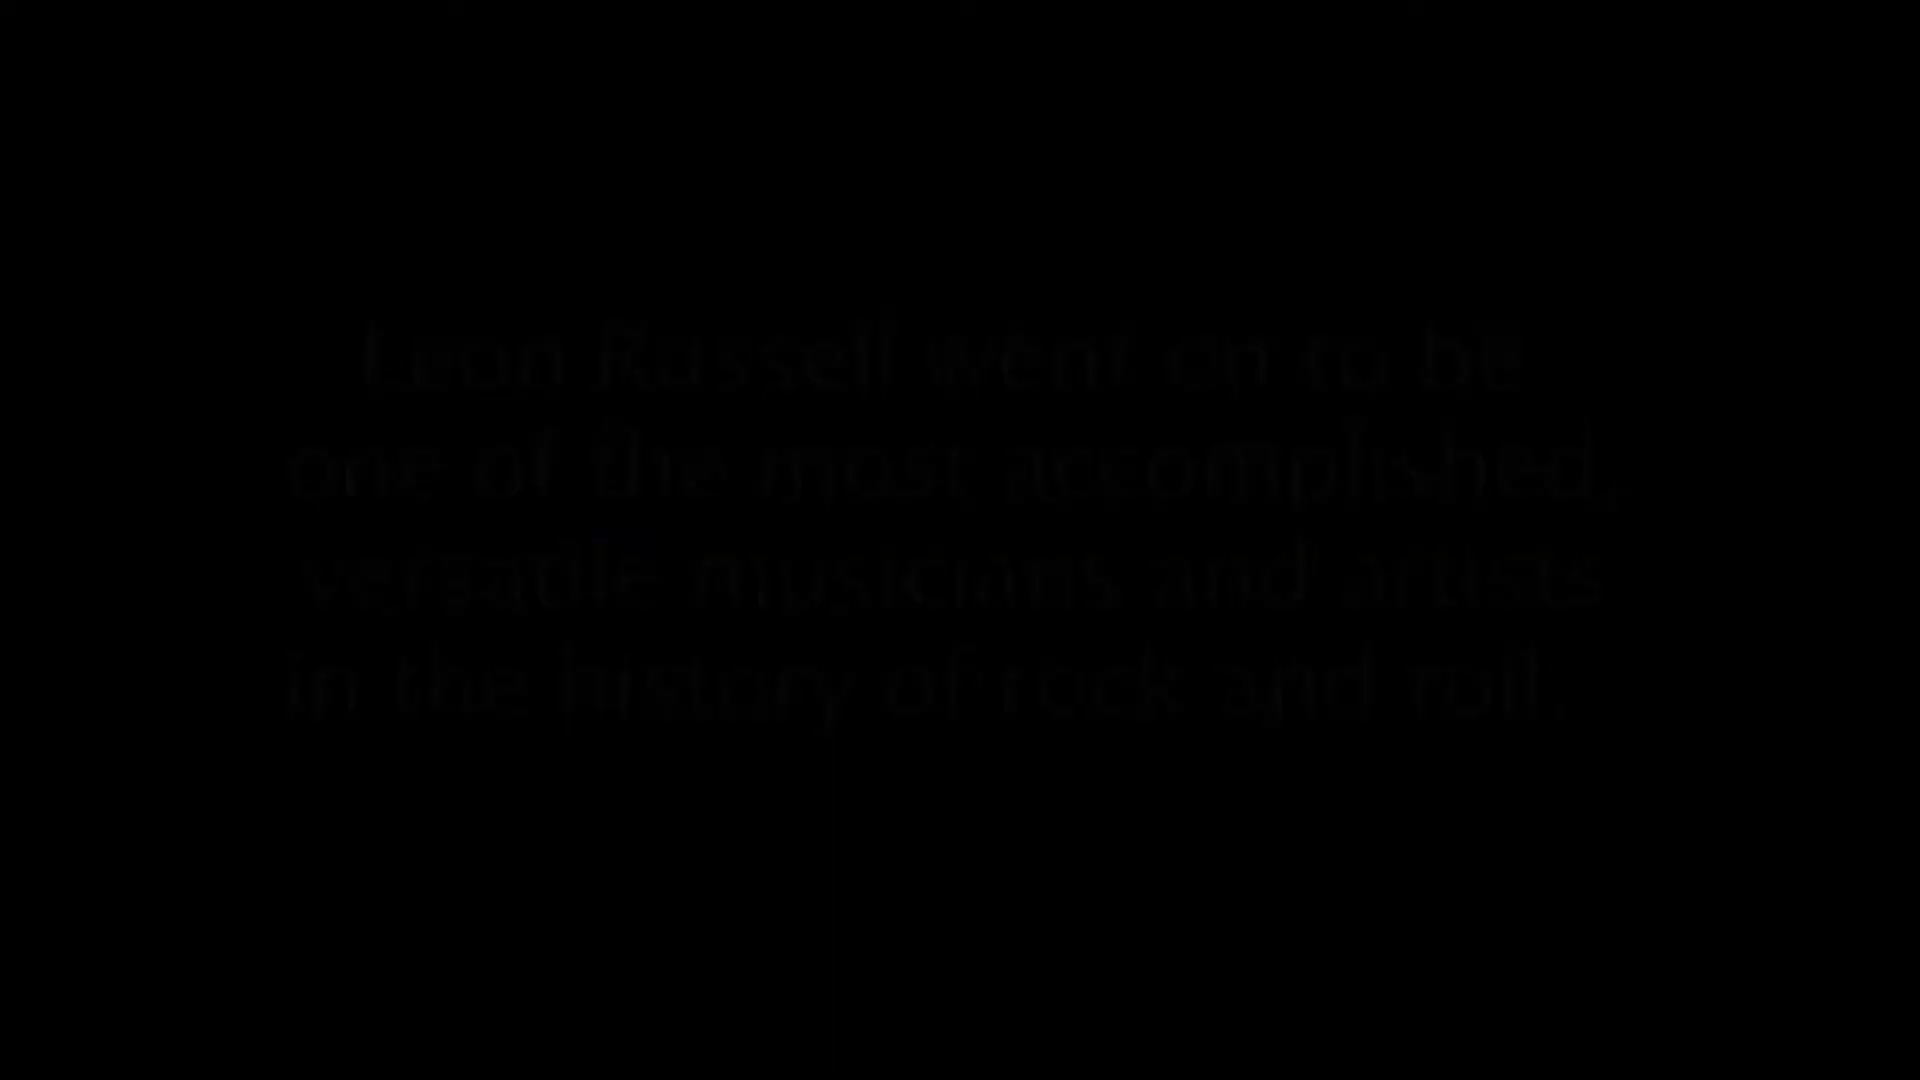 Leon Russell went on to be
one of the most accomplished,
versatile musicians and artists
in the history of rock and roll.